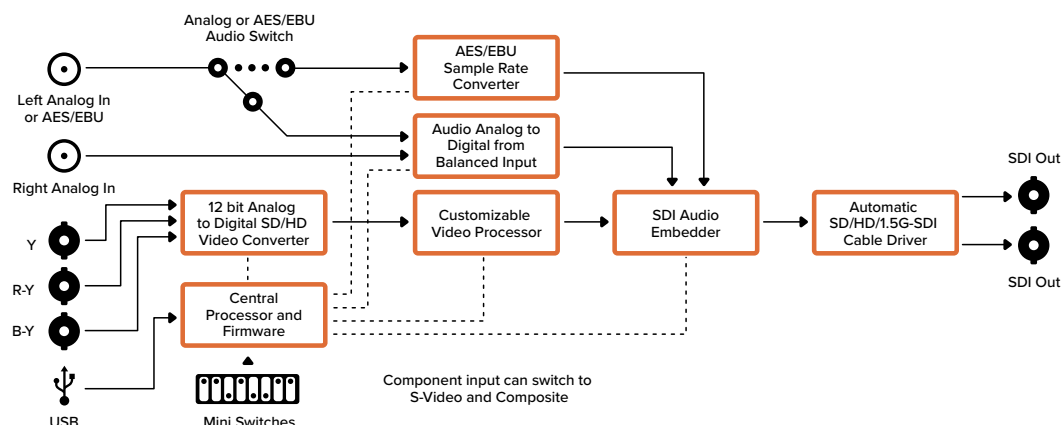 Analog or AES/EBU
Audio Switch
Left Analog In
or AES/EBU
Right Analog In
AES/EBU
Sample Rate
Converter
Audio Analog to
Digital from
Balanced Input
Y
R-Y
B-Y
USB
12 bit Analog
to Digital SD/HD
Video Converter
Customizable
Video Processor
SDI Audio
Embedder
Automatic
SD/HD/1.5G-SDI
Cable Driver
SDI Out
SDI Out
Central
Processor and
Firmware
Mini Switches
Component input can switch to
S-Video and Composite